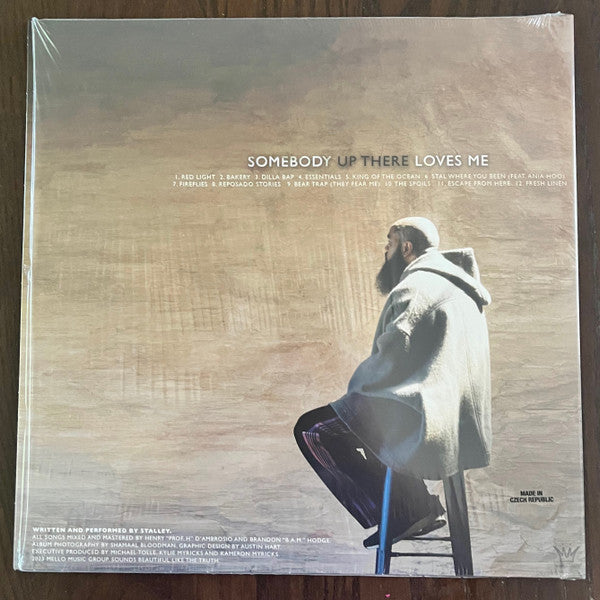 SOMEBODY UP THERE LOVES ME
1. RED LIGHT 2. BAKERY 3. DILLA BAP 4. ESSENTIALS 5. KING OF THE OCEAN 6. STAL WHERE YOU BEEN (FEAT. ANIA HOO)
7. FIREFLIES 8. REPOSADO STORIES 9. BEAR TRAP (THEY FEAR ME) 10. THE SPOILS 11. ESCAPE FROM HERE 12. FRESH LINEN
MADE IN
CZECH REPUBLIC
WRITTEN AND PERFORMED BY STALLEY.
ALL SONGS MIXED AND MASTERED BY HENRY "PROF. H." D'AMBROSIO AND BRANDON "B.A.M." HODGE.
ALBUM PHOTOGRAPHY BY SHAMAAL BLOODMAN. GRAPHIC DESIGN BY AUSTIN HART
EXECUTIVE PRODUCED BY MICHAEL TOLLE, KYLIE MYRICKS AND KAMERON MYRICKS
2023 MELLO MUSIC GROUP. SOUNDS BEAUTIFUL LIKE THE TRUTH.